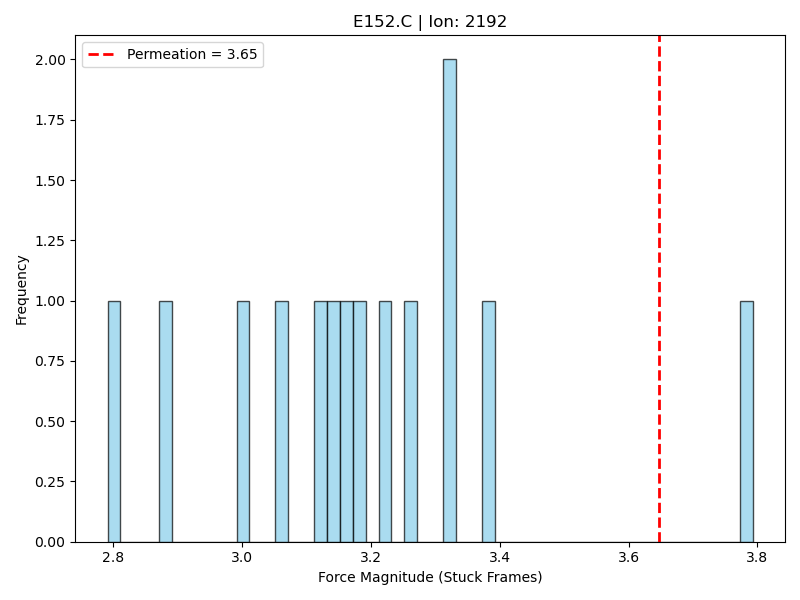 E152.C | Ion: 2192
Permeation = 3.65
2.00
1.75
1.50
1.25
1.00
0.75
0.50
0.25
0.00
Frequency
2.8 3.0 3.2 3.4 3.6 3.8
Force Magnitude (Stuck Frames)